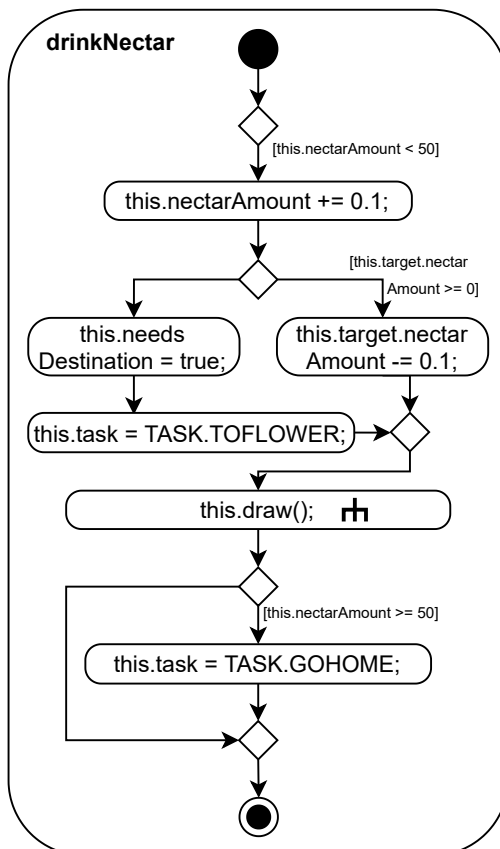 drinkNectar
[this.nectarAmount < 50]
this.nectarAmount += 0.1;
[this.target.nectar
Amount >= 0]
this.needs
Destination = true;
this.target.nectar
Amount -= 0.1;
this.task = TASK.TOFLOWER;
this.draw();
[this.nectarAmount >= 50]
this.task = TASK.GOHOME;